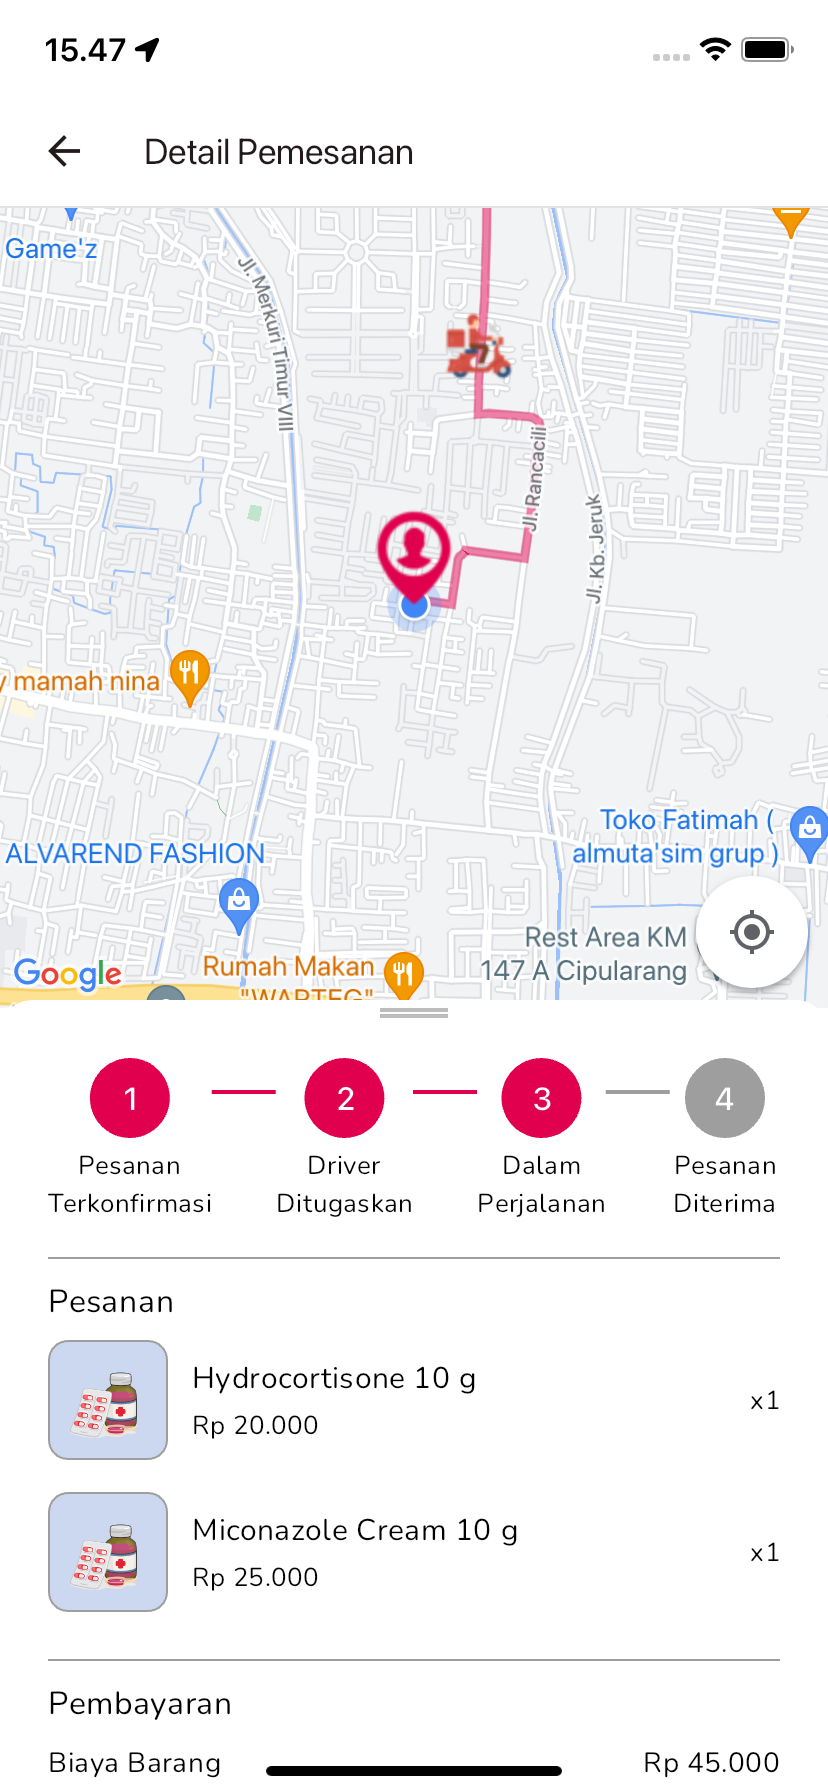 15.47
Detail Pemesanan
Game'z
Jl. Merkuri Timur VIII
Jl. Rancacili
Jl. Kb. Jeruk
y mamah nina
Toko Fatimah (
almuta'sim grup )
ALVAREND FASHION
Rest Area KM
147 A Cipularang
Google
Rumah Makan
"WARTEG"
1
2
3
4
Pesanan
Terkonfirmasi
Driver
Ditugaskan
Dalam
Perjalanan
Pesanan
Diterima
Pesanan
Hydrocortisone 10 g
Rp 20.000
x1
Miconazole Cream 10 g
Rp 25.000
x1
Pembayaran
Biaya Barang
Rp 45.000